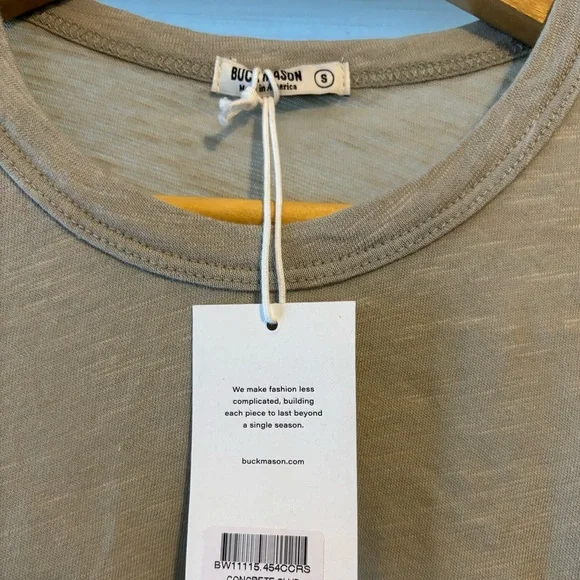 BUCK MASON
Made in America
S
We make fashion less
complicated, building
each piece to last beyond
a single season.
buckmason.com
BW11115.454CCRS